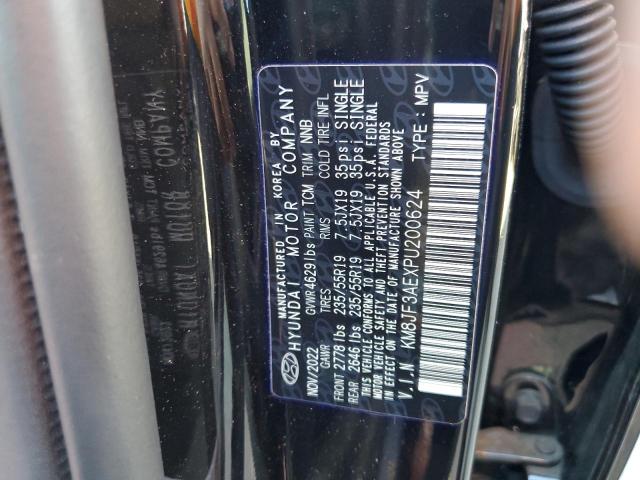 MANUFACTURED IN KOREA BY
HYUNDAI MOTOR COMPANY
NOV/2022 GVWR 4629 lbs PAINT TCM TRIM NNB
GAWR TIRES RIMS COLD TIRE INFL
FRONT 2778 lbs 235/55R19 7.5JX19 35psi SINGLE
REAR 2646 lbs 235/55R19 7.5JX19 35psi SINGLE
THIS VEHICLE CONFORMS TO ALL APPLICABLE U.S.A. FEDERAL
MOTOR VEHICLE SAFETY AND THEFT PREVENTION STANDARDS
IN EFFECT ON THE DATE OF MANUFACTURE SHOWN ABOVE.
V.I.N : KM8JF3AEXPU200624 TYPE : MPV